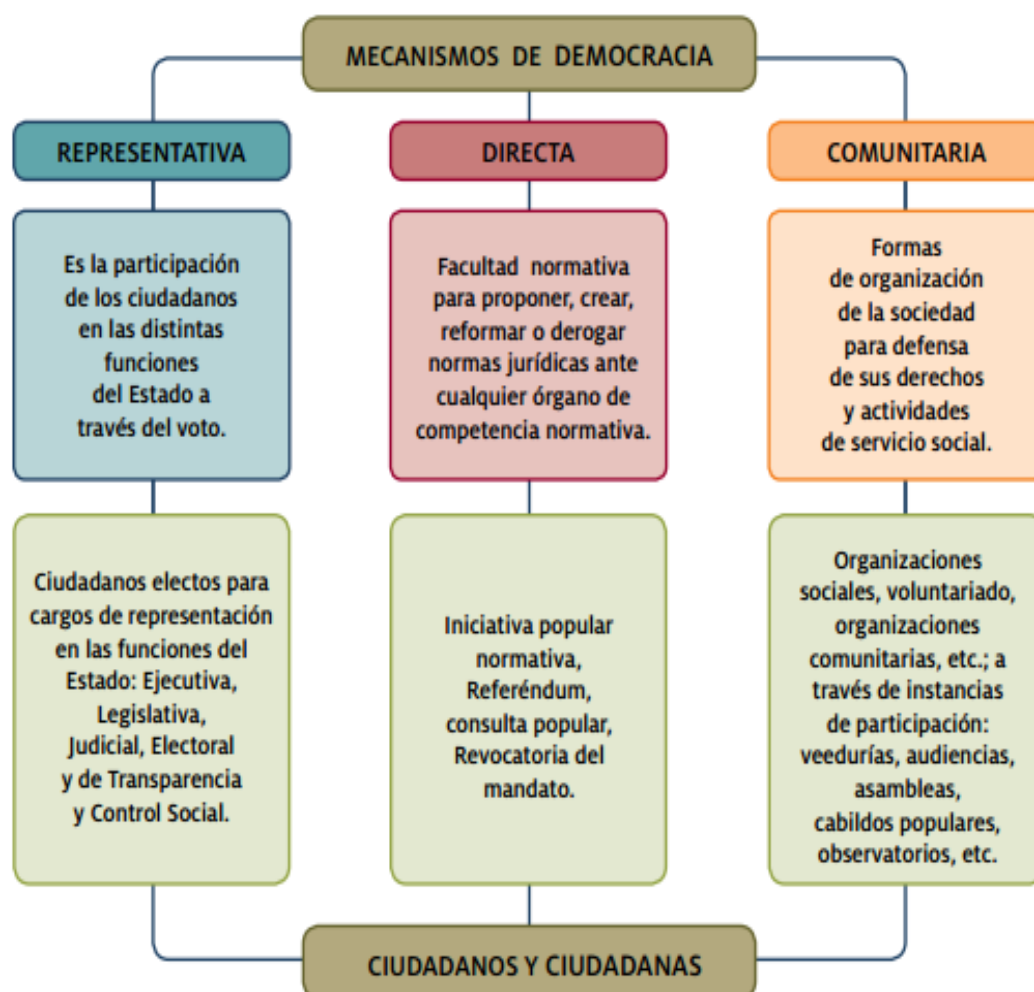 MECANISMOS DE DEMOCRACIA
REPRESENTATIVA
Es la participación
de los ciudadanos
en las distintas
funciones
del Estado a
través del voto.
Ciudadanos electos para
cargos de representación
en las funciones del
Estado: Ejecutiva,
Legislativa,
Judicial, Electoral
y de Transparencia
y Control Social.
DIRECTA
Facultad normativa
para proponer, crear,
reformar o derogar
normas jurídicas ante
cualquier órgano de
competencia normativa.
Iniciativa popular
normativa,
Referéndum,
consulta popular,
Revocatoria del
mandato.
COMUNITARIA
Formas
de organización
de la sociedad
para defensa
de sus derechos
y actividades
de servicio social.
Organizaciones
sociales, voluntariado,
organizaciones
comunitarias, etc.; a
través de instancias
de participación:
veedurías, audiencias,
asambleas,
cabildos populares,
observatorios, etc.
CIUDADANOS Y CIUDADANAS